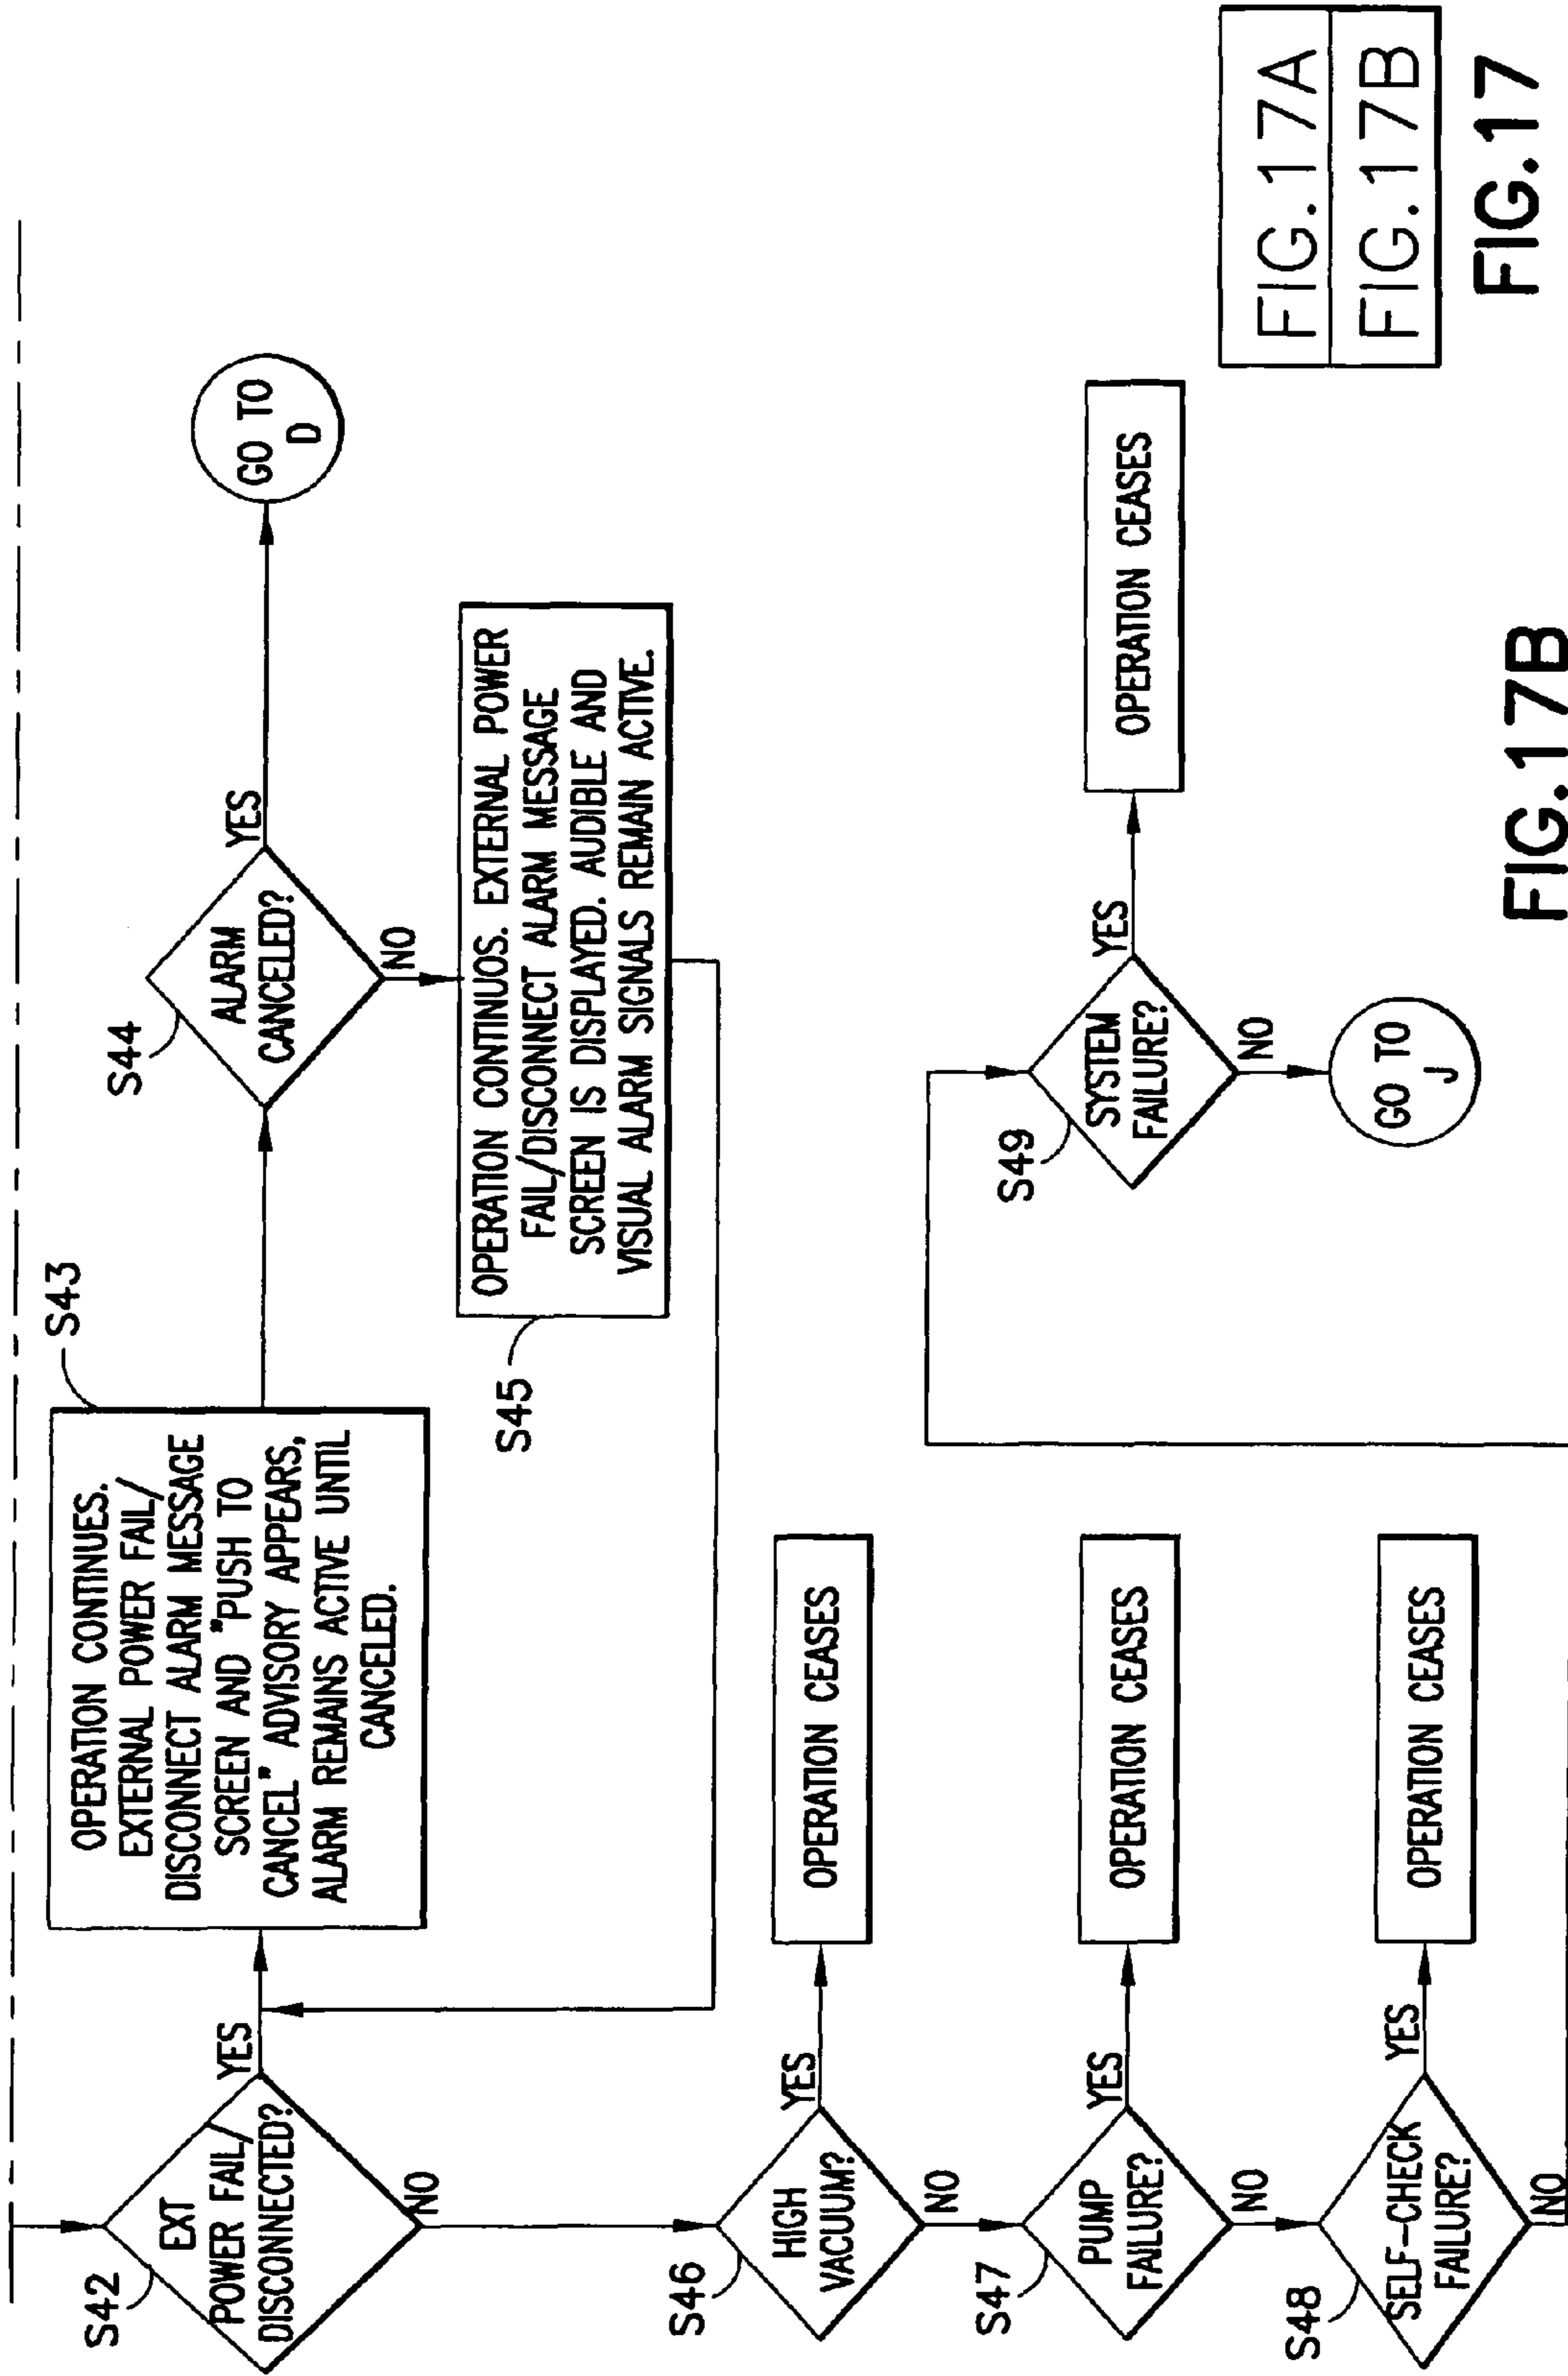 S42
EXT
POWER FAIL/
DISCONNECTED?
YES
NO
S43
OPERATION CONTINUES.
EXTERNAL POWER FAIL/
DISCONNECT ALARM MESSAGE
SCREEN AND "PUSH TO
CANCEL" ADVISORY APPEARS,
ALARM REMAINS ACTIVE UNTIL
CANCELED.
S44
ALARM
CANCELED?
YES
NO
GO TO
D
S45
OPERATION CONTINUOS. EXTERNAL POWER
FAIL/DISCONNECT ALARM MESSAGE
SCREEN IS DISPLAYED. AUDIBLE AND
VISUAL ALARM SIGNALS REMAIN ACTIVE.
S46
HIGH
VACUUM?
YES
NO
OPERATION CEASES
S47
PUMP
FAILURE?
YES
NO
OPERATION CEASES
S48
SELF-CHECK
FAILURE?
YES
NO
OPERATION CEASES
S49
SYSTEM
FAILURE?
YES
NO
OPERATION CEASES
GO TO
J
FIG.17A
FIG.17B
FIG.17
FIG.17B